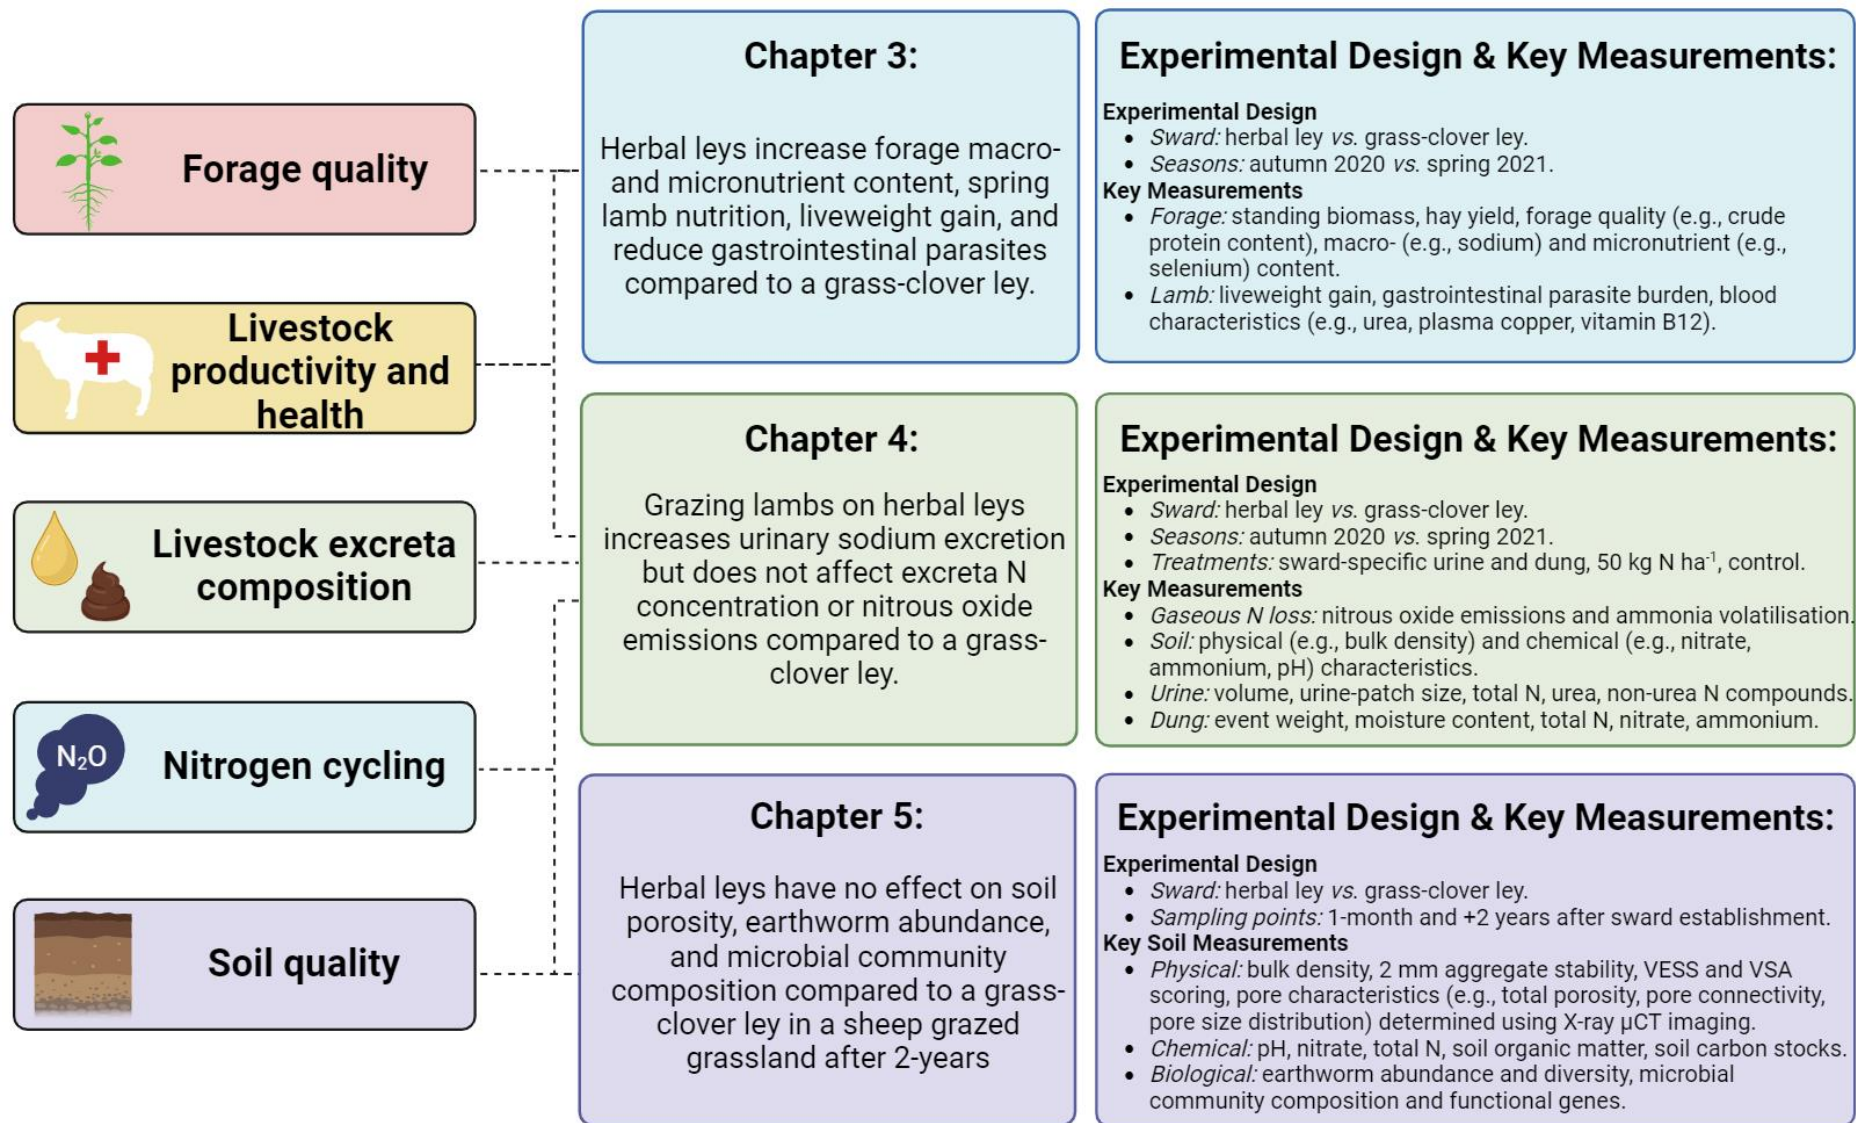 Forage quality
Livestock
productivity and
health
Livestock excreta
composition
N₂O
Nitrogen cycling
Soil quality
Chapter 3:
Herbal leys increase forage macro-
and micronutrient content, spring
lamb nutrition, liveweight gain, and
reduce gastrointestinal parasites
compared to a grass-clover ley.
Experimental Design & Key Measurements:
Experimental Design
• Sward: herbal ley vs. grass-clover ley.
• Seasons: autumn 2020 vs. spring 2021.
Key Measurements
• Forage: standing biomass, hay yield, forage quality (e.g., crude
protein content), macro- (e.g., sodium) and micronutrient (e.g.,
selenium) content.
• Lamb: liveweight gain, gastrointestinal parasite burden, blood
characteristics (e.g., urea, plasma copper, vitamin B12).
Chapter 4:
Grazing lambs on herbal leys
increases urinary sodium excretion
but does not affect excreta N
concentration or nitrous oxide
emissions compared to a grass-
clover ley.
Experimental Design & Key Measurements:
Experimental Design
• Sward: herbal ley vs. grass-clover ley.
• Seasons: autumn 2020 vs. spring 2021.
• Treatments: sward-specific urine and dung, 50 kg N ha⁻¹, control.
Key Measurements
• Gaseous N loss: nitrous oxide emissions and ammonia volatilisation.
• Soil: physical (e.g., bulk density) and chemical (e.g., nitrate,
ammonium, pH) characteristics.
• Urine: volume, urine-patch size, total N, urea, non-urea N compounds.
• Dung: event weight, moisture content, total N, nitrate, ammonium.
Chapter 5:
Herbal leys have no effect on soil
porosity, earthworm abundance,
and microbial community
composition compared to a grass-
clover ley in a sheep grazed
grassland after 2-years
Experimental Design & Key Measurements:
Experimental Design
• Sward: herbal ley vs. grass-clover ley.
• Sampling points: 1-month and +2 years after sward establishment.
Key Soil Measurements
• Physical: bulk density, 2 mm aggregate stability, VESS and VSA
scoring, pore characteristics (e.g., total porosity, pore connectivity,
pore size distribution) determined using X-ray µCT imaging.
• Chemical: pH, nitrate, total N, soil organic matter, soil carbon stocks.
• Biological: earthworm abundance and diversity, microbial
community composition and functional genes.